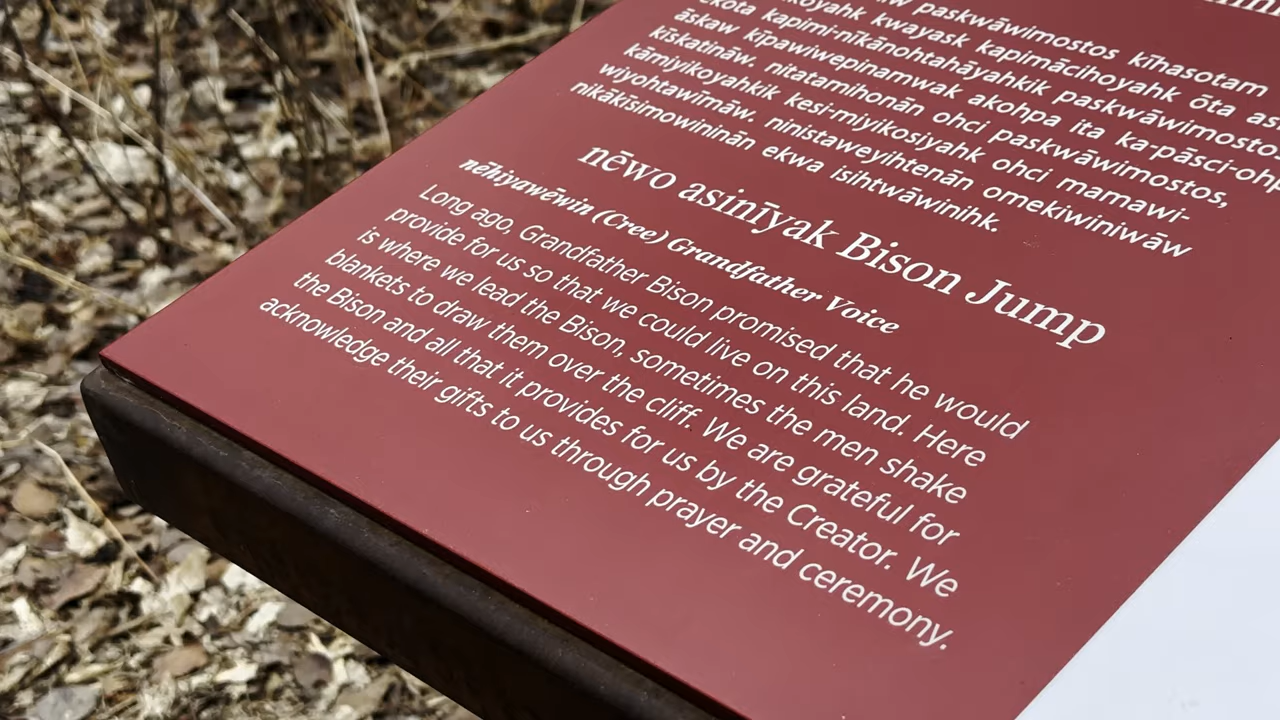 paskwāwimostos kīhasotam
kwayask kapimācihoyahk ōta
kapimi-nīkānohtahāyahkik paskwāwimostos
āskaw kīpawiwepinamwak akohpa ita ka-pāsci-ohp
kīskatināw. nitatamihonān ohci paskwāwimostos,
kāmiyikoyahkik kesi-miyikosiyahk ohci mamawi-
wiyohtawīmāw. ninistaweyihtenān omekiwiniwāw
nikākīsimowininān ekwa isihtwāwinihk.
nēwo asinīyak Bison Jump
nēhiyawēwin (Cree) Grandfather Voice
Long ago, Grandfather Bison promised that he would
provide for us so that we could live on this land. Here
is where we lead the Bison, sometimes the men shake
blankets to draw them over the cliff. We are grateful for
the Bison and all that it provides for us by the Creator. We
acknowledge their gifts to us through prayer and ceremony.